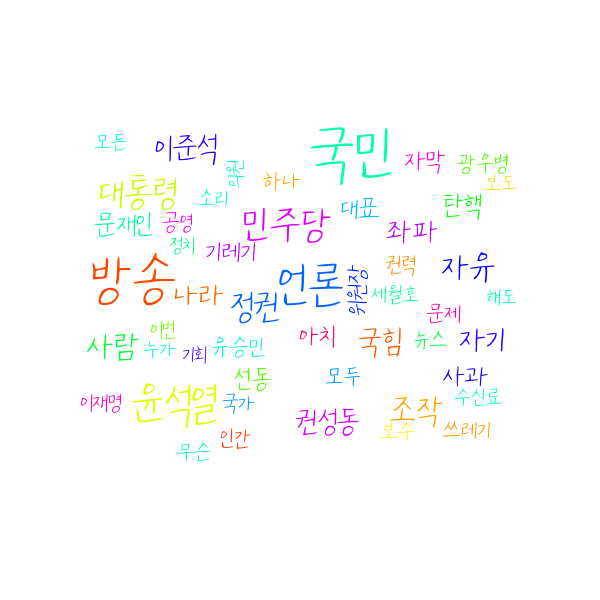 모든
이준석
국민
자막
광우병
의원
하나
보도
대통령
소리
대표
탄핵
문재인
공영
민주당
좌파
정치
기레기
방송
나라
정권
언론
위원장
권력
자유
세월호
해도
문제
사람
이번
누가
기회
유승민
아치
국힘
뉴스
자기
선동
모두
사과
이재명
윤석열
국가
권성동
조작
수신료
보수
쓰레기
무슨
인간